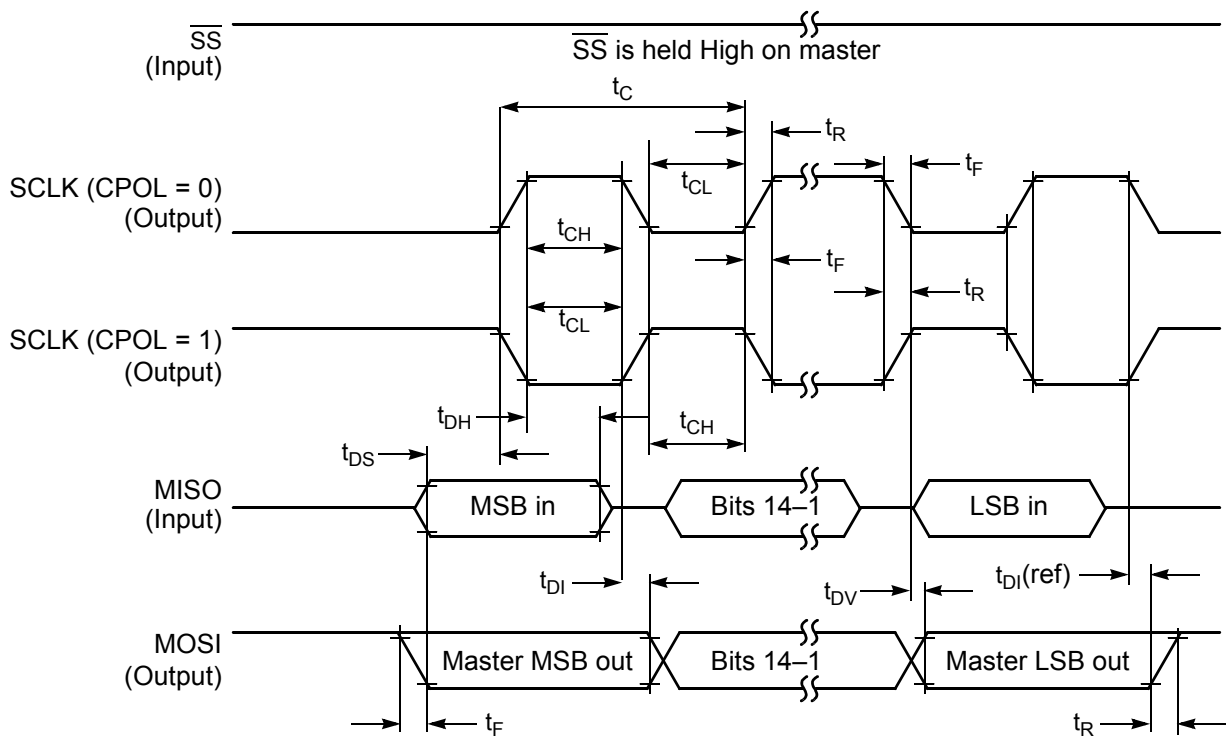 SS
(Input)
SS is held High on master
tC
tR
SCLK (CPOL = 0)
(Output)
tCL
tF
tCH
tF
tCL
tR
SCLK (CPOL = 1)
(Output)
tDH
tCH
tDS
MISO
(Input)
MSB in
Bits 14–1
LSB in
tDI
tDV
tDI(ref)
MOSI
(Output)
Master MSB out
Bits 14–1
Master LSB out
tF
tR